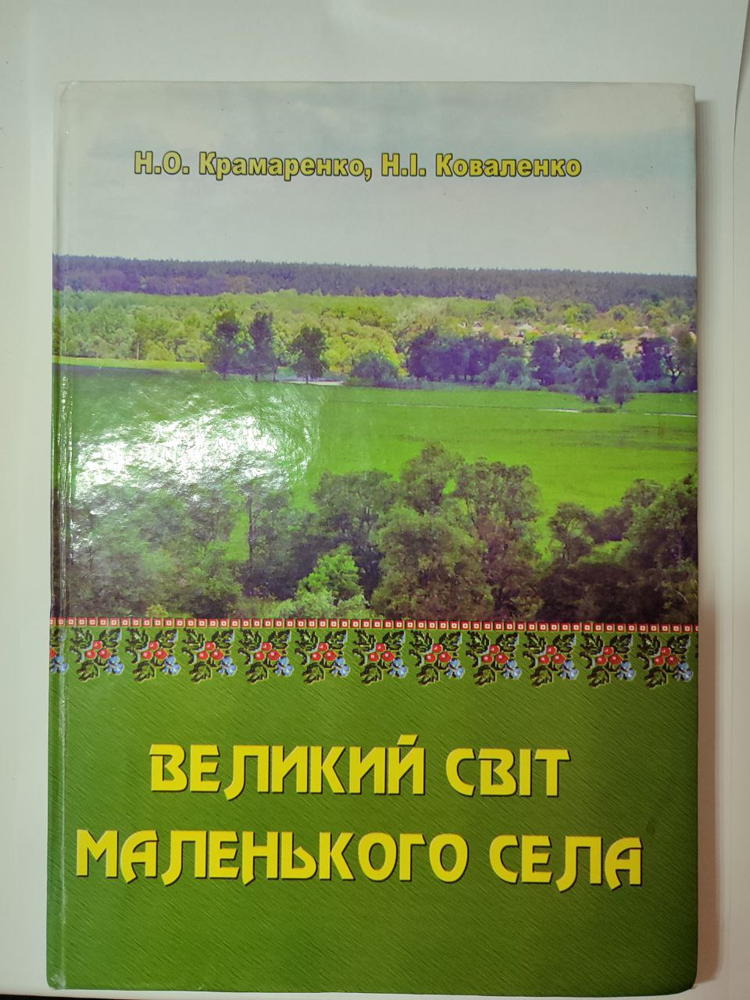 Н.О. Крамаренко, Н.І. Коваленко
ВЕЛИКИЙ СВІТ
МАЛЕНЬКОГО СЕЛА